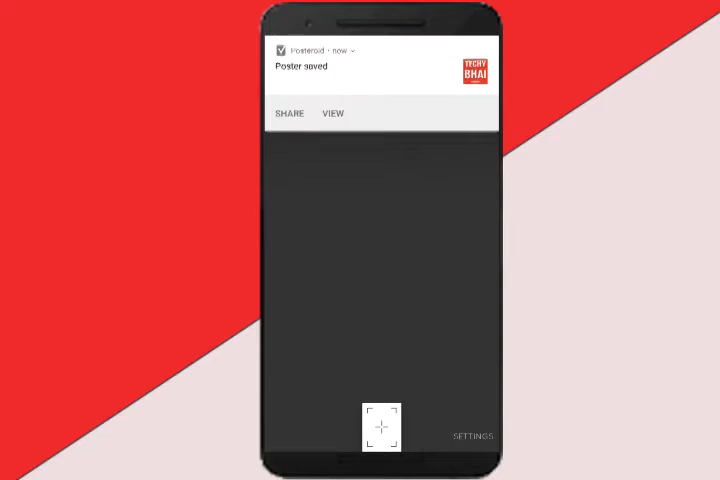 Posteroid · now
Poster saved
TECHY
BHAI
SHARE VIEW
SETTINGS